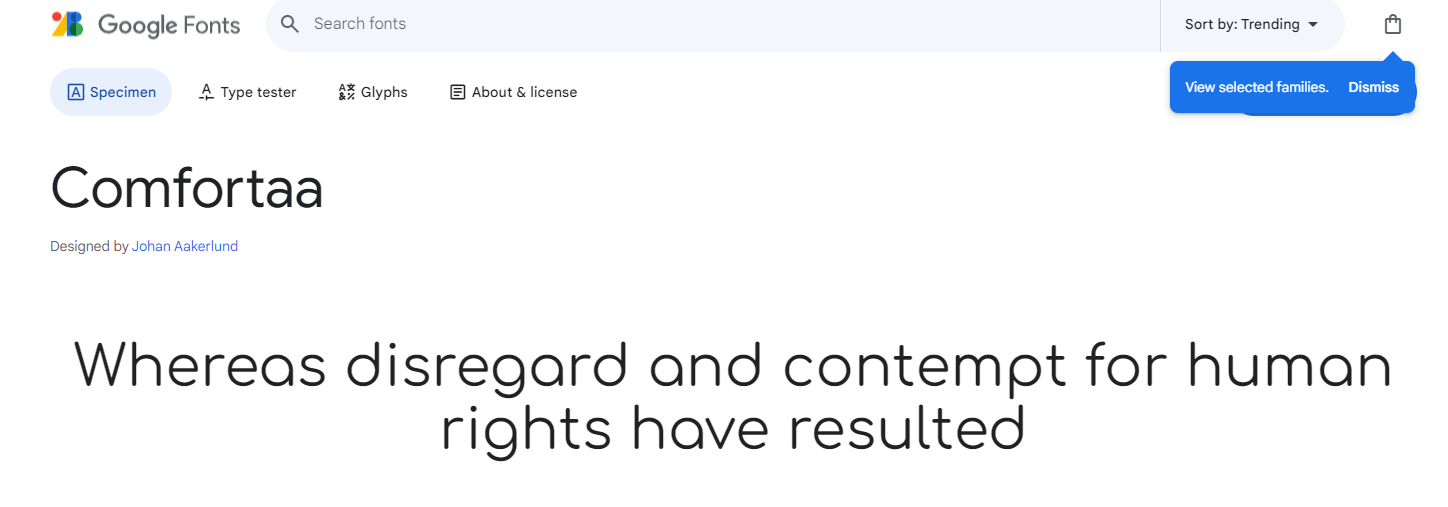 Google Fonts
Search fonts
Sort by: Trending
Specimen
Type tester
Glyphs
About & license
View selected families. Dismiss
Comfortaa
Designed by Johan Aakerlund
Whereas disregard and contempt for human
rights have resulted